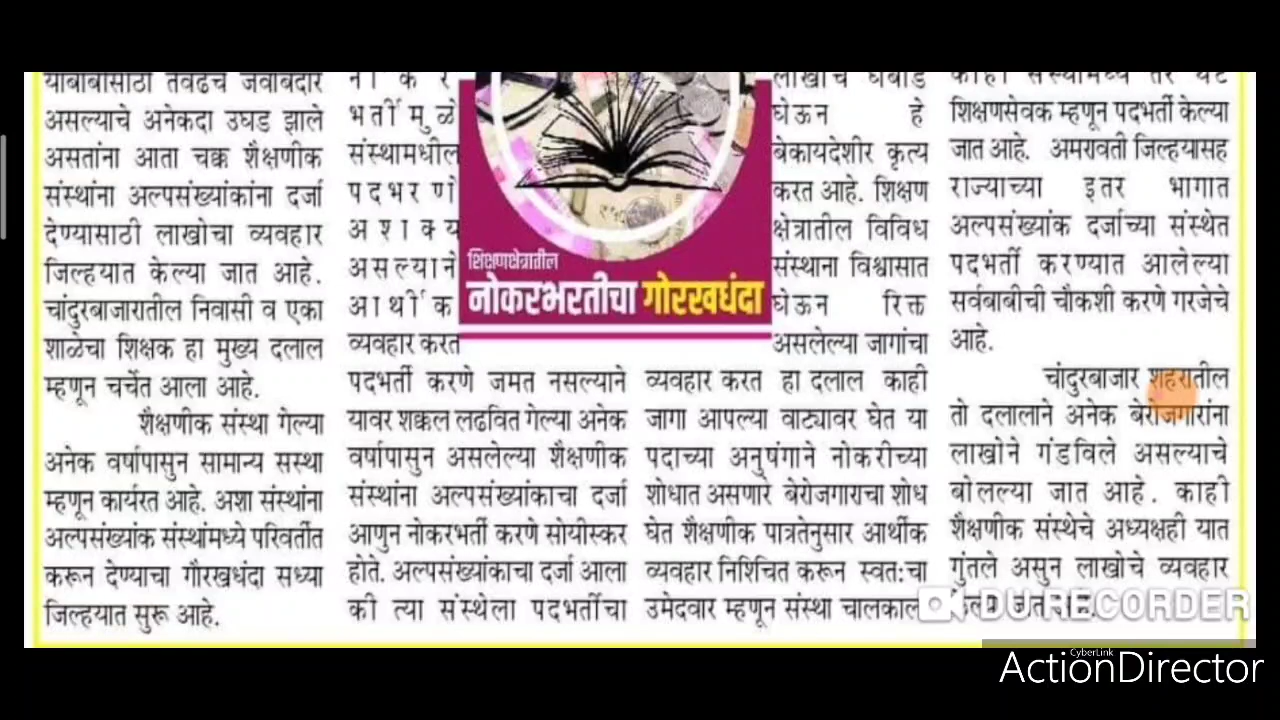 याबाबीसाठी तेवढेच जबाबदार
असल्याचे अनेकदा उघड झाले
असतांना आता चक्क शैक्षणीक
संस्थांना अल्पसंख्यांकांना दर्जा
देण्यासाठी लाखोचा व्यवहार
जिल्हयात केल्या जात आहे.
चांदुरबाजारातील निवासी व एका
शाळेचा शिक्षक हा मुख्य दलाल
म्हणून चर्चेत आला आहे.
शैक्षणीक संस्था गेल्या
अनेक वर्षापासुन सामान्य सस्था
म्हणून कार्यरत आहे. अशा संस्थांना
अल्पसंख्यांक संस्थांमध्ये परिवर्तीत
करून देण्याचा गौरखधंदा सध्या
जिल्हयात सुरू आहे.
भर्तीमुळे
संस्थामधील
पदभरणी
अशक्य
असल्याने
आर्थीक
व्यवहार करत
पदभर्ती करणे जमत नसल्याने
यावर शक्कल लढवित गेल्या अनेक
वर्षापासुन असलेल्या शैक्षणीक
संस्थांना अल्पसंख्यांकाचा दर्जा
आणुन नोकरभर्ती करणे सोयीस्कर
होते. अल्पसंख्यांकाचा दर्जा आला
की त्या संस्थेला पदभर्तीचा
शिक्षणक्षेत्रातील
नोकरभरतीचा गोरखधंदा
लाखोचे घबाड
घेऊन हे
बेकायदेशीर कृत्य
करत आहे. शिक्षण
क्षेत्रातील विविध
संस्थाना विश्वासात
घेऊन रिक्त
असलेल्या जागांचा
व्यवहार करत हा दलाल काही
जागा आपल्या वाट्यावर घेत या
पदाच्या अनुषंगाने नोकरीच्या
शोधात असणारे बेरोजगाराचा शोध
घेत शैक्षणीक पात्रतेनुसार आर्थीक
व्यवहार निश्चित करून स्वतःचा
उमेदवार म्हणून संस्था चालकाला
काही संस्थामध्ये तर थेट
शिक्षणसेवक म्हणून पदभर्ती केल्या
जात आहे. अमरावती जिल्हयासह
राज्याच्या इतर भागात
अल्पसंख्यांक दर्जाच्या संस्थेत
पदभर्ती करण्यात आलेल्या
सर्वबाबीची चौकशी करणे गरजेचे
आहे.
चांदुरबाजार शहरातील
तो दलालाने अनेक बेरोजगारांना
लाखोने गंडविले असल्याचे
बोलल्या जात आहे. काही
शैक्षणीक संस्थेचे अध्यक्षही यात
गुंतले असुन लाखोचे व्यवहार
DU RECORDER
CyberLink
ActionDirector